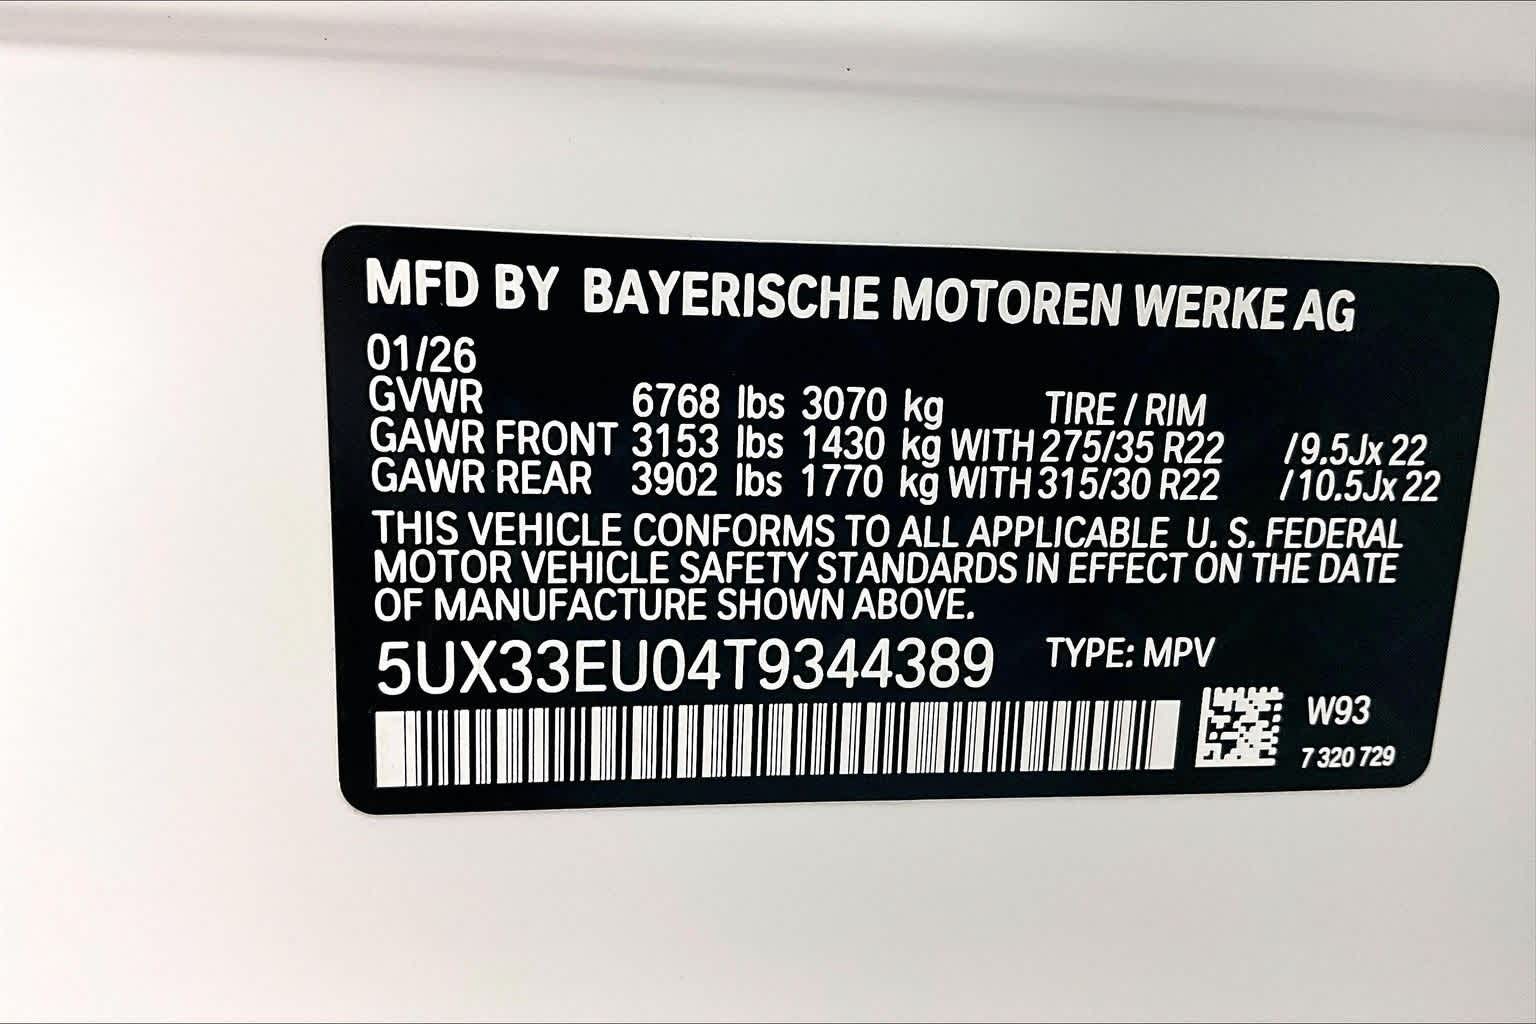 MFD BY BAYERISCHE MOTOREN WERKE AG
01/26
GVWR 6768 lbs 3070 kg TIRE / RIM
GAWR FRONT 3153 lbs 1430 kg WITH 275/35 R22 /9.5Jx 22
GAWR REAR 3902 lbs 1770 kg WITH 315/30 R22 /10.5Jx 22
THIS VEHICLE CONFORMS TO ALL APPLICABLE U. S. FEDERAL
MOTOR VEHICLE SAFETY STANDARDS IN EFFECT ON THE DATE
OF MANUFACTURE SHOWN ABOVE.
5UX33EU04T9344389 TYPE: MPV
W93
7 320 729